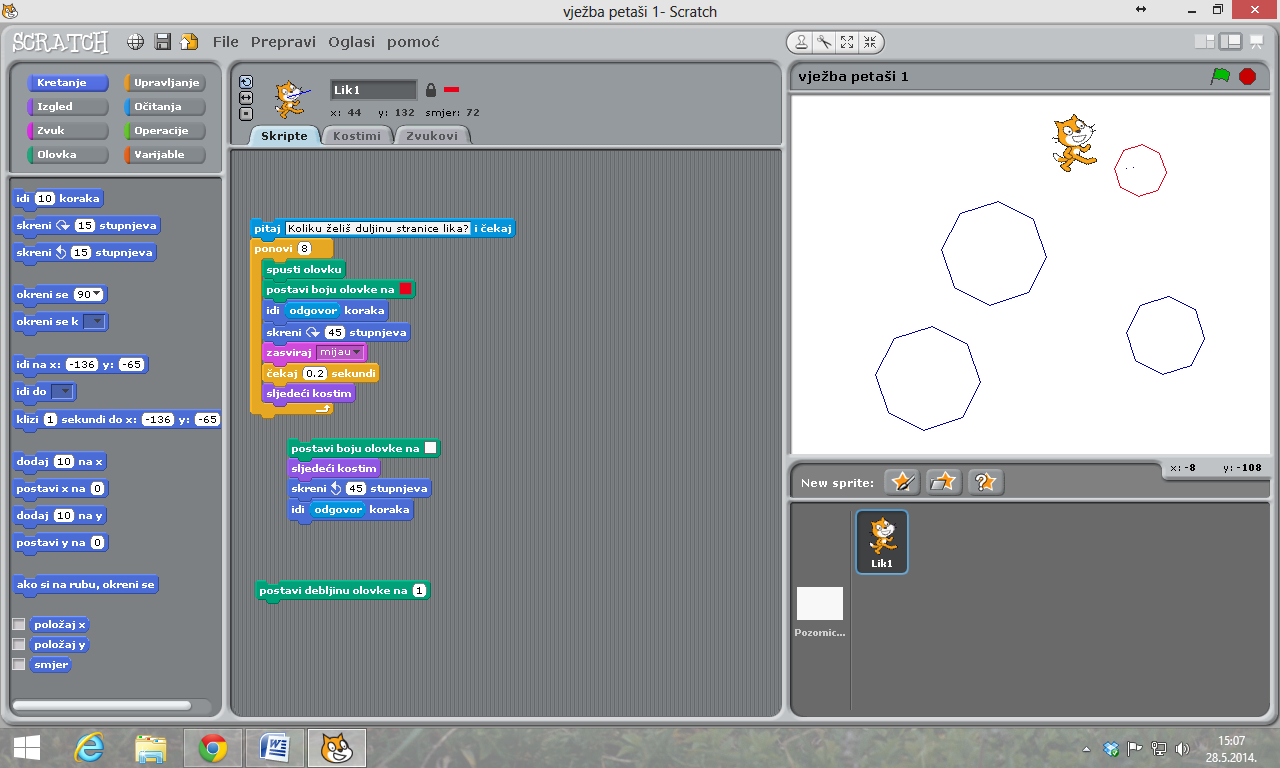 vježba petaši 1- Scratch
SCRATCH
File Prepravi Oglasi pomoć
Kretanje Upravljanje
Izgled Očitanja
Zvuk Operacije
Olovka Varijable
idi 10 koraka
skreni 15 stupnjeva
skreni 15 stupnjeva
okreni se 90
okreni se k
idi na x: -136 y: -65
idi do
klizi 1 sekundi do x: -136 y: -65
dodaj 10 na x
postavi x na 0
dodaj 10 na y
postavi y na 0
ako si na rubu, okreni se
položaj x
položaj y
smjer
Lik1
x: 44 y: 132 smjer: 72
Skripte Kostimi Zvukovi
pitaj Koliku želiš duljinu stranice lika? i čekaj
ponovi 8
spusti olovku
postavi boju olovke na
idi odgovor koraka
skreni 45 stupnjeva
zasviraj mijau
čekaj 0.2 sekundi
sljedeći kostim
postavi boju olovke na
sljedeći kostim
skreni 45 stupnjeva
idi odgovor koraka
postavi debljinu olovke na 1
vježba petaši 1
x: -8 y: -108
New sprite:
Lik1
Pozornic...
15:07
28.5.2014.